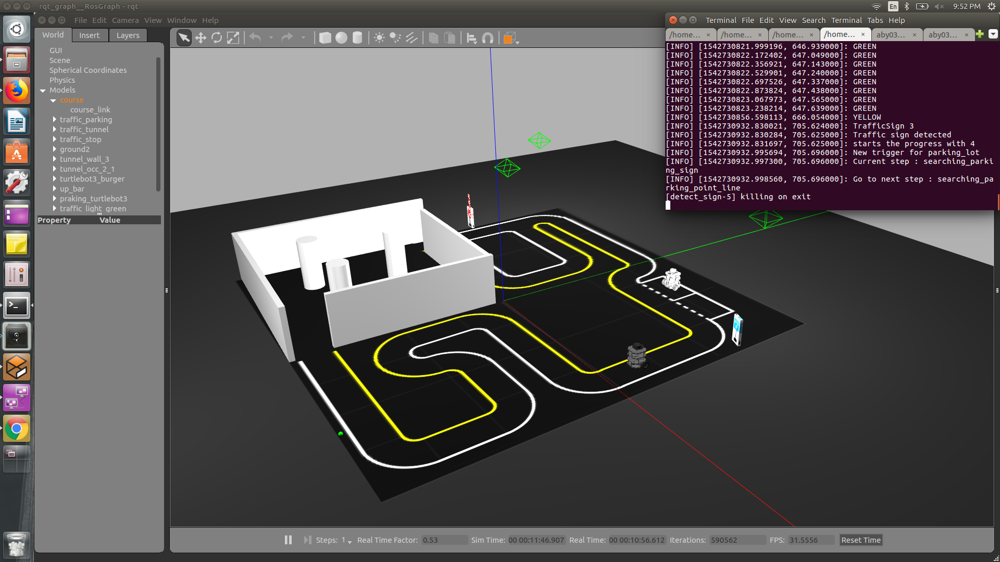 rqt_graph__RosGraph - rqt
En
9:52 PM
File Edit Camera View Window Help
World
Insert
Layers
GUI
Scene
Spherical Coordinates
Physics
Models
course
course_link
traffic_parking
traffic_tunnel
traffic_stop
ground2
tunnel_wall_3
tunnel_occ_2_1
turtlebot3_burger
up_bar
praking_turtlebot3
traffic_light_green
Property Value
Terminal File Edit View Search Terminal Tabs Help
/home... × /home... × /home... × /home... × aby03... × aby03... ×
[INFO] [1542730821.999196, 646.939000]: GREEN
[INFO] [1542730822.172402, 647.049000]: GREEN
[INFO] [1542730822.356921, 647.143000]: GREEN
[INFO] [1542730822.529901, 647.240000]: GREEN
[INFO] [1542730822.697526, 647.337000]: GREEN
[INFO] [1542730822.873824, 647.438000]: GREEN
[INFO] [1542730823.067973, 647.565000]: GREEN
[INFO] [1542730823.238214, 647.639000]: GREEN
[INFO] [1542730856.598113, 666.054000]: YELLOW
[INFO] [1542730932.830021, 705.624000]: TrafficSign 3
[INFO] [1542730932.830284, 705.625000]: Traffic sign detected
[INFO] [1542730932.831697, 705.625000]: starts the progress with 4
[INFO] [1542730932.995694, 705.696000]: New trigger for parking_lot
[INFO] [1542730932.997300, 705.696000]: Current step : searching_parki
ng_sign
[INFO] [1542730932.998560, 705.696000]: Go to next step : searching_pa
rking_point_line
[detect_sign-5] killing on exit
Steps: 1 Real Time Factor: 0.53 Sim Time: 00 00:11:46.907 Real Time: 00 00:10:56.612 Iterations: 590562 FPS: 31.5556 Reset Time